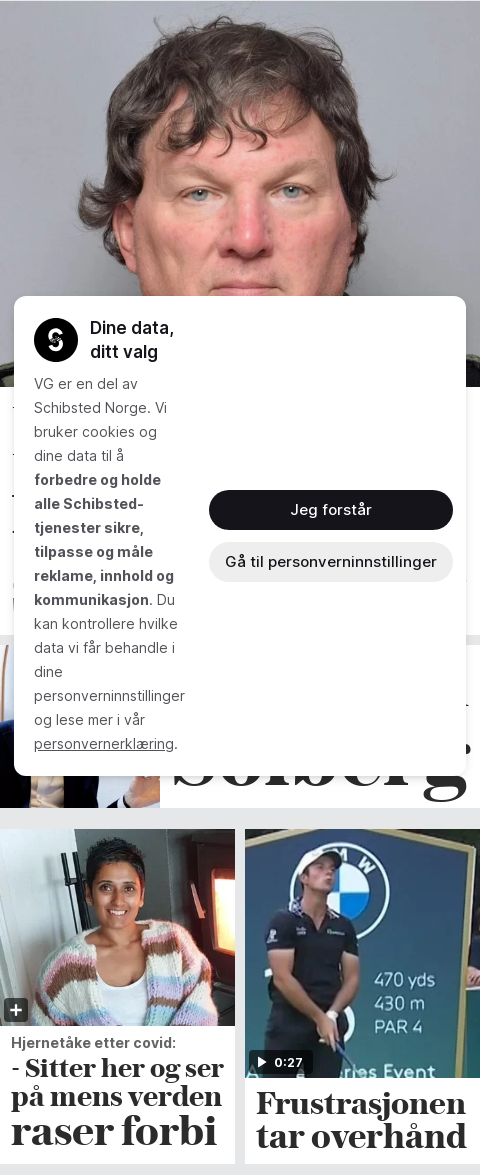 Dine data,
ditt valg
VG er en del av
Schibsted Norge. Vi
bruker cookies og
dine data til å
forbedre og holde
alle Schibsted-
tjenester sikre,
tilpasse og måle
reklame, innhold og
kommunikasjon. Du
kan kontrollere hvilke
data vi får behandle i
dine
personverninnstillinger
og lese mer i vår
personvernerklæring.
Jeg forstår
Gå til personverninnstillinger
Solberg
Hjernetåke etter covid:
- Sitter her og ser
på mens verden
raser forbi
BMW
470 yds
430 m
PAR 4
0:27
Event
Frustrasjonen
tar overhånd